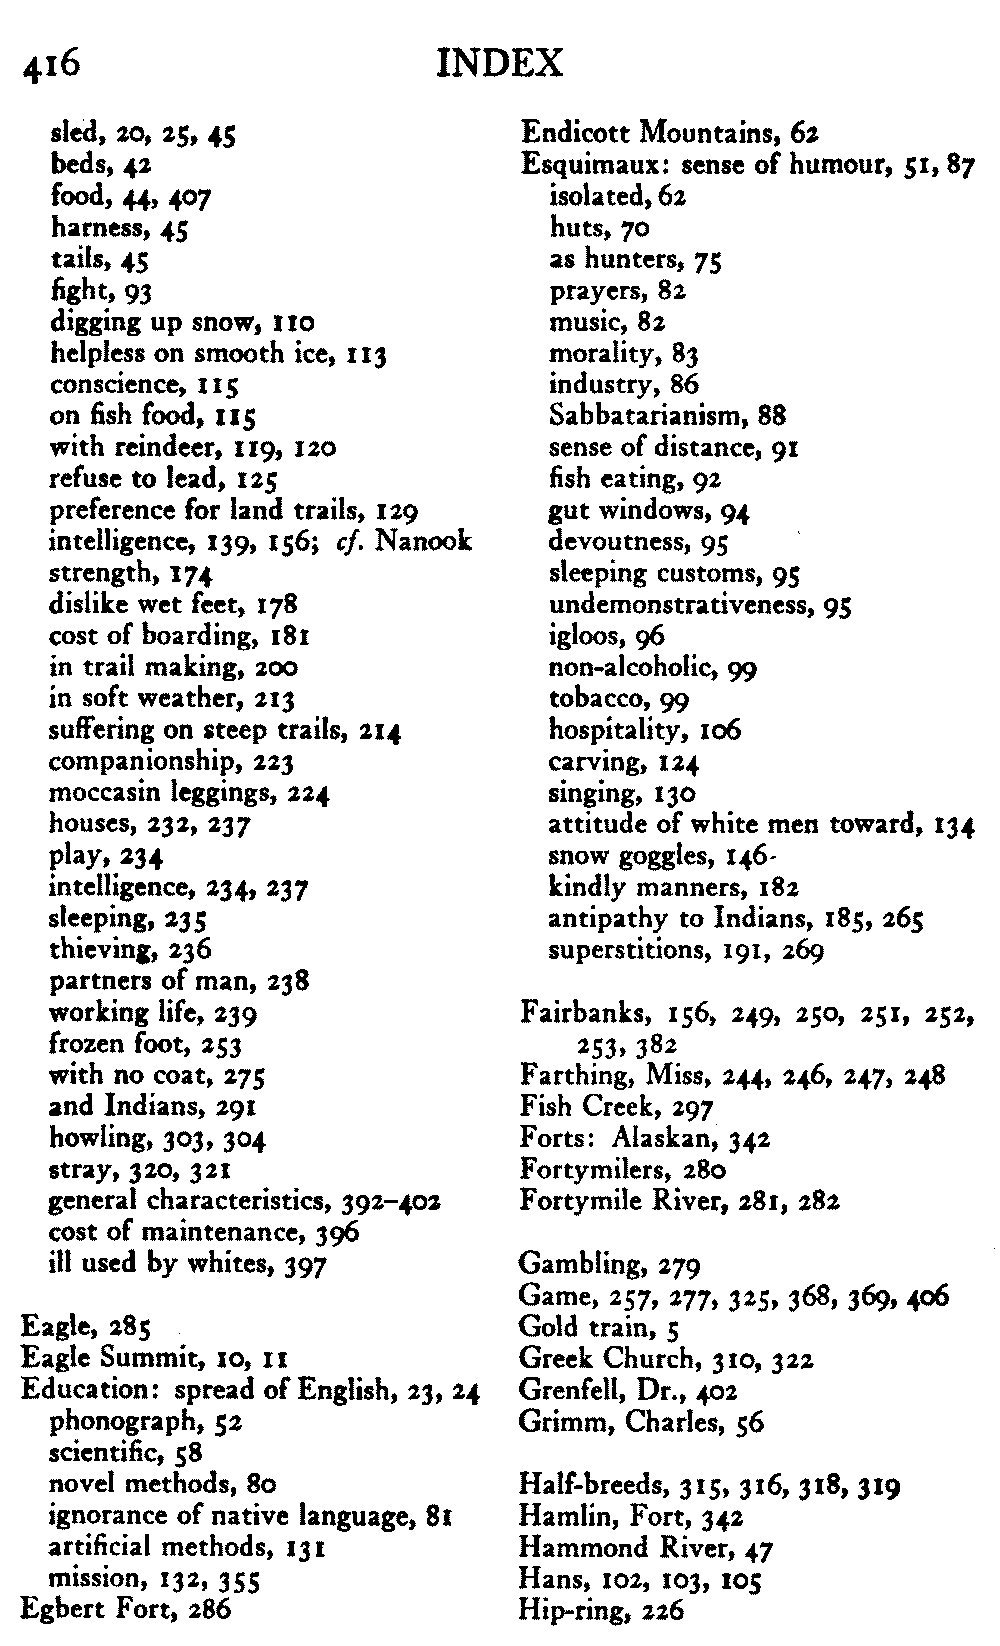 416 INDEX
sled, 20, 25, 45
beds, 42
food, 44, 407
harness, 45
tails, 45
fight, 93
digging up snow, 110
helpless on smooth ice, 113
conscience, 115
on fish food, 115
with reindeer, 119, 120
refuse to lead, 125
preference for land trails, 129
intelligence, 139, 156; cf. Nanook
strength, 174
dislike wet feet, 178
cost of boarding, 181
in trail making, 200
in soft weather, 213
suffering on steep trails, 214
companionship, 223
moccasin leggings, 224
houses, 232, 237
play, 234
intelligence, 234, 237
sleeping, 235
thieving, 236
partners of man, 238
working life, 239
frozen foot, 253
with no coat, 275
and Indians, 291
howling, 303, 304
stray, 320, 321
general characteristics, 392–402
cost of maintenance, 396
ill used by whites, 397
Eagle, 285
Eagle Summit, 10, 11
Education: spread of English, 23, 24
phonograph, 52
scientific, 58
novel methods, 80
ignorance of native language, 81
artificial methods, 131
mission, 132, 355
Egbert Fort, 286
Endicott Mountains, 62
Esquimaux: sense of humour, 51, 87
isolated, 62
huts, 70
as hunters, 75
prayers, 82
music, 82
morality, 83
industry, 86
Sabbatarianism, 88
sense of distance, 91
fish eating, 92
gut windows, 94
devoutness, 95
sleeping customs, 95
undemonstrativeness, 95
igloos, 96
non-alcoholic, 99
tobacco, 99
hospitality, 106
carving, 124
singing, 130
attitude of white men toward, 134
snow goggles, 146
kindly manners, 182
antipathy to Indians, 185, 265
superstitions, 191, 269
Fairbanks, 156, 249, 250, 251, 252,
253, 382
Farthing, Miss, 244, 246, 247, 248
Fish Creek, 297
Forts: Alaskan, 342
Fortymilers, 280
Fortymile River, 281, 282
Gambling, 279
Game, 257, 277, 325, 368, 369, 406
Gold train, 5
Greek Church, 310, 322
Grenfell, Dr., 402
Grimm, Charles, 56
Half-breeds, 315, 316, 318, 319
Hamlin, Fort, 342
Hammond River, 47
Hans, 102, 103, 105
Hip-ring, 226